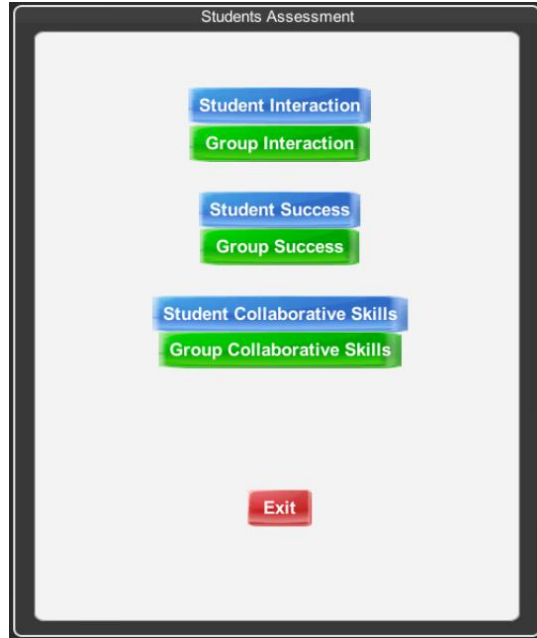 Students Assessment
Student Interaction
Group Interaction
Student Success
Group Success
Student Collaborative Skills
Group Collaborative Skills
Exit